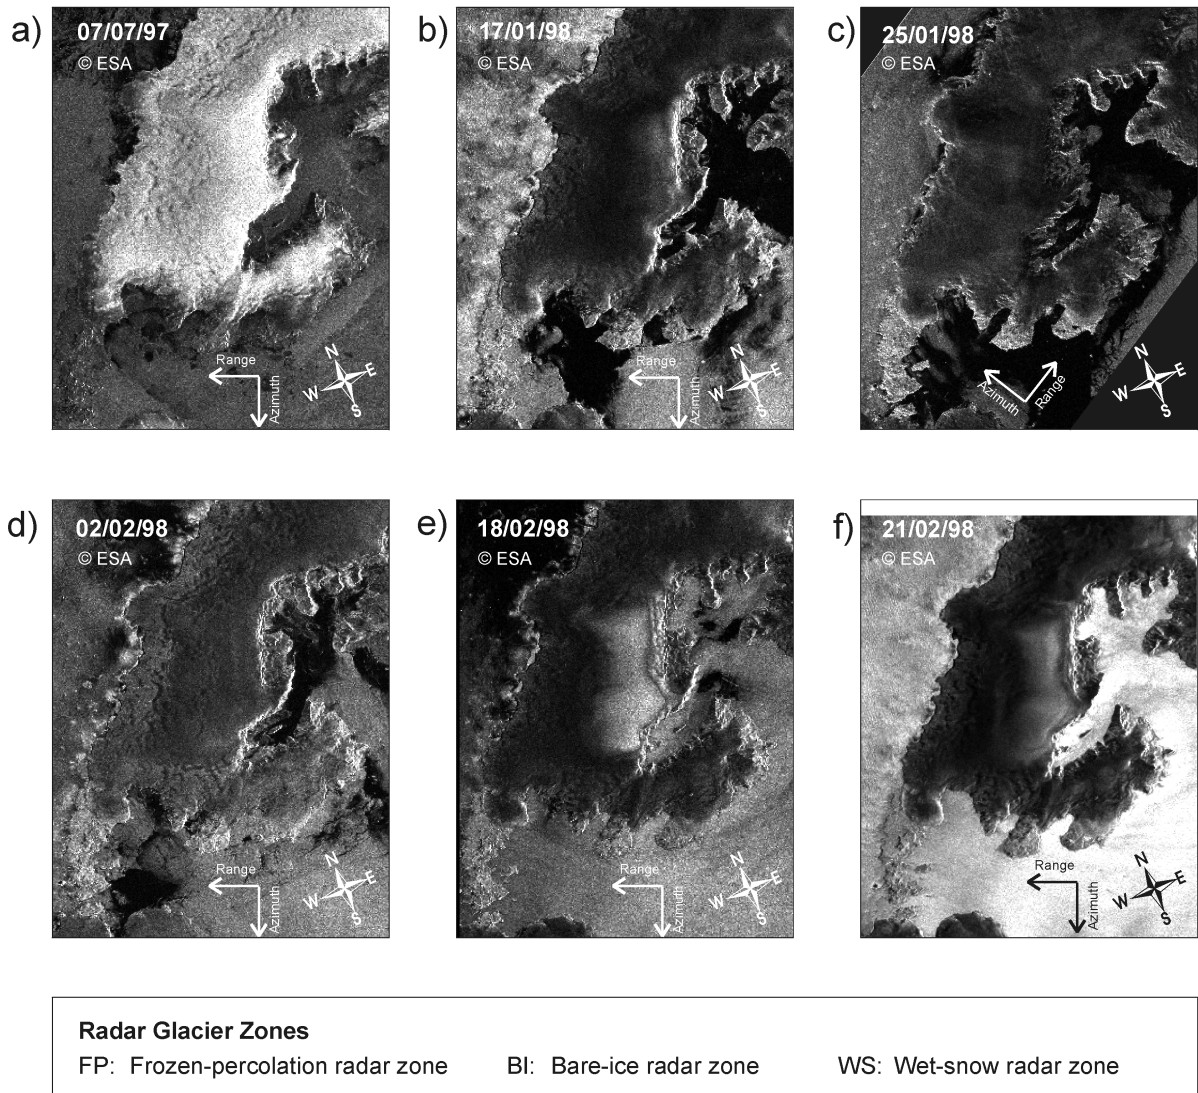 a) 07/07/97
© ESA
b) 17/01/98
© ESA
c) 25/01/98
© ESA
Range
Azimuth
N
E
W
S
Range
Azimuth
N
E
W
S
Azimuth
Range
N
E
W
S
d) 02/02/98
© ESA
e) 18/02/98
© ESA
f) 21/02/98
© ESA
Range
Azimuth
N
E
W
S
Range
Azimuth
N
E
W
S
Range
Azimuth
N
E
W
S
Radar Glacier Zones
FP: Frozen-percolation radar zone BI: Bare-ice radar zone WS: Wet-snow radar zone